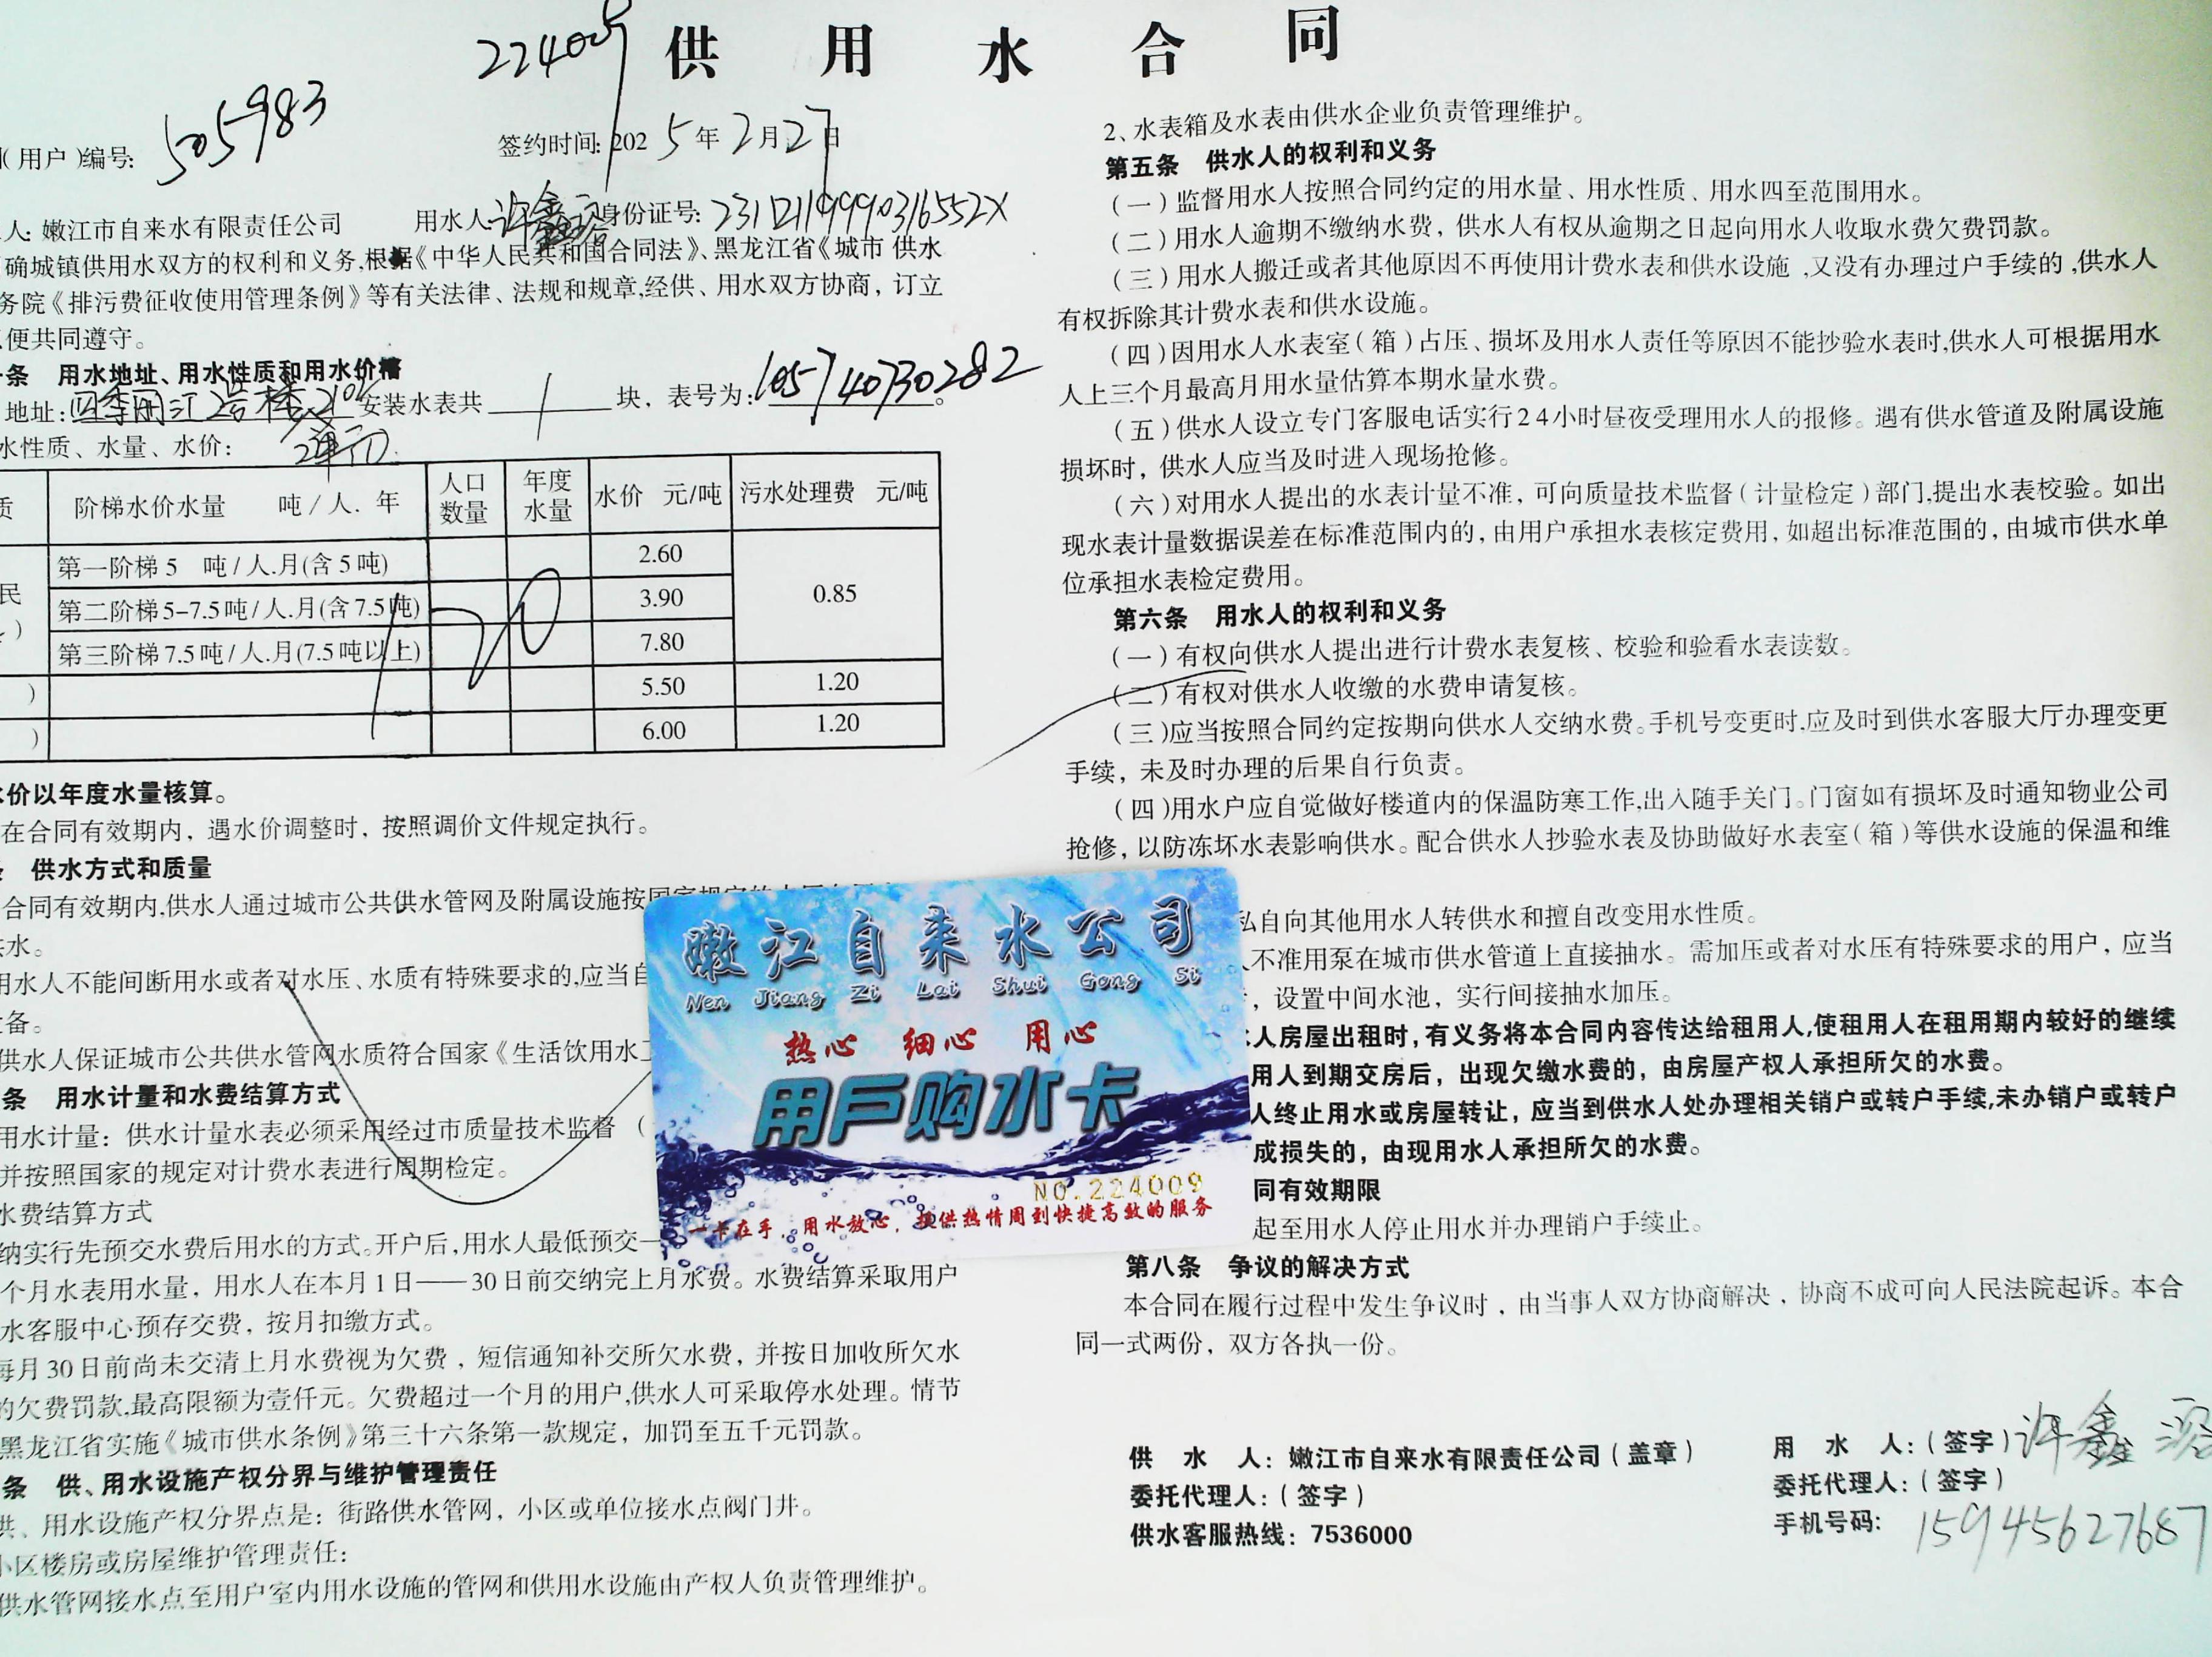 供用水合同
224009
(用户)编号: 505983
签约时间: 2025年2月27日
人: 嫩江市自来水有限责任公司 用水人: 许鑫溶 身份证号: 23112119990316552X
确城镇供用水双方的权利和义务,根据《中华人民共和国合同法》、黑龙江省《城市 供水
务院《排污费征收使用管理条例》等有关法律、法规和规章,经供、用水双方协商，订立
便共同遵守。
条 用水地址、用水性质和用水价格
地址: 四季 江2号楼 安装水表共 1 块，表号为: 105740730282。
2单元
水性质、水量、水价：
质 阶梯水价水量 吨/人. 年 人口数量 年度水量 水价 元/吨 污水处理费 元/吨
民 第一阶梯 5 吨/人.月(含5吨) 2.60 0.85
第二阶梯 5-7.5吨/人.月(含7.5吨) 3.90
第三阶梯 7.5吨/人.月(7.5吨以上) 7.80
) 5.50 1.20
) 6.00 1.20
价以年度水量核算。
在合同有效期内，遇水价调整时，按照调价文件规定执行。
供水方式和质量
合同有效期内,供水人通过城市公共供水管网及附属设施按国家规定的
水。
用水人不能间断用水或者对水压、水质有特殊要求的,应当自
备。
供水人保证城市公共供水管网水质符合国家《生活饮用水
条 用水计量和水费结算方式
用水计量：供水计量水表必须采用经过市质量技术监督（
并按照国家的规定对计费水表进行周期检定。
水费结算方式
纳实行先预交水费后用水的方式。开户后,用水人最低预交一
个月水表用水量，用水人在本月1日——30日前交纳完上月水费。水费结算采取用户
水客服中心预存交费，按月扣缴方式。
每月30日前尚未交清上月水费视为欠费，短信通知补交所欠水费，并按日加收所欠水
的欠费罚款,最高限额为壹仟元。欠费超过一个月的用户,供水人可采取停水处理。情节
黑龙江省实施《城市供水条例》第三十六条第一款规定，加罚至五千元罚款。
条 供、用水设施产权分界与维护管理责任
供、用水设施产权分界点是：街路供水管网，小区或单位接水点阀门井。
小区楼房或房屋维护管理责任：
供水管网接水点至用户室内用水设施的管网和供用水设施由产权人负责管理维护。
2、水表箱及水表由供水企业负责管理维护。
第五条 供水人的权利和义务
(一)监督用水人按照合同约定的用水量、用水性质、用水四至范围用水。
(二)用水人逾期不缴纳水费，供水人有权从逾期之日起向用水人收取水费欠费罚款。
(三)用水人搬迁或者其他原因不再使用计费水表和供水设施,又没有办理过户手续的,供水人
有权拆除其计费水表和供水设施。
(四)因用水人水表室(箱)占压、损坏及用水人责任等原因不能抄验水表时,供水人可根据用水
人上三个月最高月用水量估算本期水量水费。
(五)供水人设立专门客服电话实行24小时昼夜受理用水人的报修。遇有供水管道及附属设施
损坏时，供水人应当及时进入现场抢修。
(六)对用水人提出的水表计量不准，可向质量技术监督(计量检定)部门,提出水表校验。如出
现水表计量数据误差在标准范围内的，由用户承担水表核定费用，如超出标准范围的，由城市供水单
位承担水表检定费用。
第六条 用水人的权利和义务
(一)有权向供水人提出进行计费水表复核、校验和验看水表读数。
(二)有权对供水人收缴的水费申请复核。
(三)应当按照合同约定按期向供水人交纳水费。手机号变更时,应及时到供水客服大厅办理变更
手续，未及时办理的后果自行负责。
(四)用水户应自觉做好楼道内的保温防寒工作,出入随手关门。门窗如有损坏及时通知物业公司
抢修，以防冻坏水表影响供水。配合供水人抄验水表及协助做好水表室(箱)等供水设施的保温和维
私自向其他用水人转供水和擅自改变用水性质。
人不准用泵在城市供水管道上直接抽水。需加压或者对水压有特殊要求的用户，应当
，设置中间水池，实行间接抽水加压。
人房屋出租时，有义务将本合同内容传达给租用人,使租用人在租用期内较好的继续
用人到期交房后，出现欠缴水费的，由房屋产权人承担所欠的水费。
人终止用水或房屋转让，应当到供水人处办理相关销户或转户手续,未办销户或转户
成损失的，由现用水人承担所欠的水费。
同有效期限
起至用水人停止用水并办理销户手续止。
第八条 争议的解决方式
本合同在履行过程中发生争议时，由当事人双方协商解决，协商不成可向人民法院起诉。本合
同一式两份，双方各执一份。
供 水 人：嫩江市自来水有限责任公司(盖章)
委托代理人：(签字)
供水客服热线：7536000
用 水 人：(签字) 许鑫溶
委托代理人：(签字)
手机号码: 15945627687
嫩江自来水公司
Nen Jiang Zi Lai Shui Gong Si
热心 细心 用心
用户购水卡
NO.224009
一卡在手，用水放心，提供热情周到快捷高效的服务